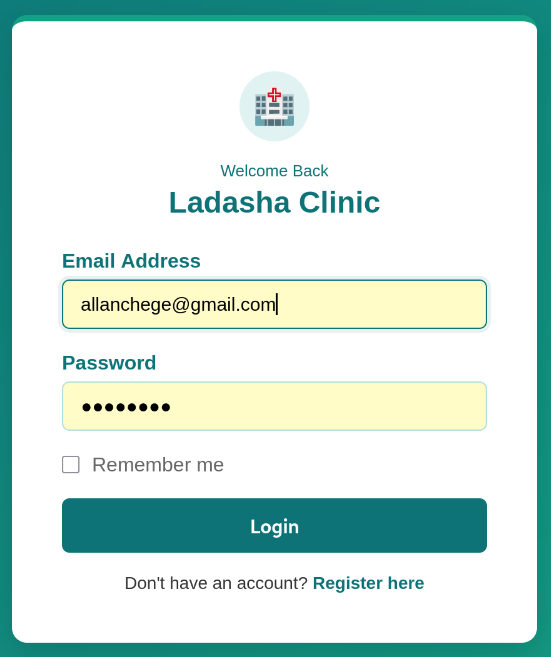 Welcome Back
Ladasha Clinic
Email Address
allanchege@gmail.com
Password
••••••••
Remember me
Login
Don't have an account? Register here